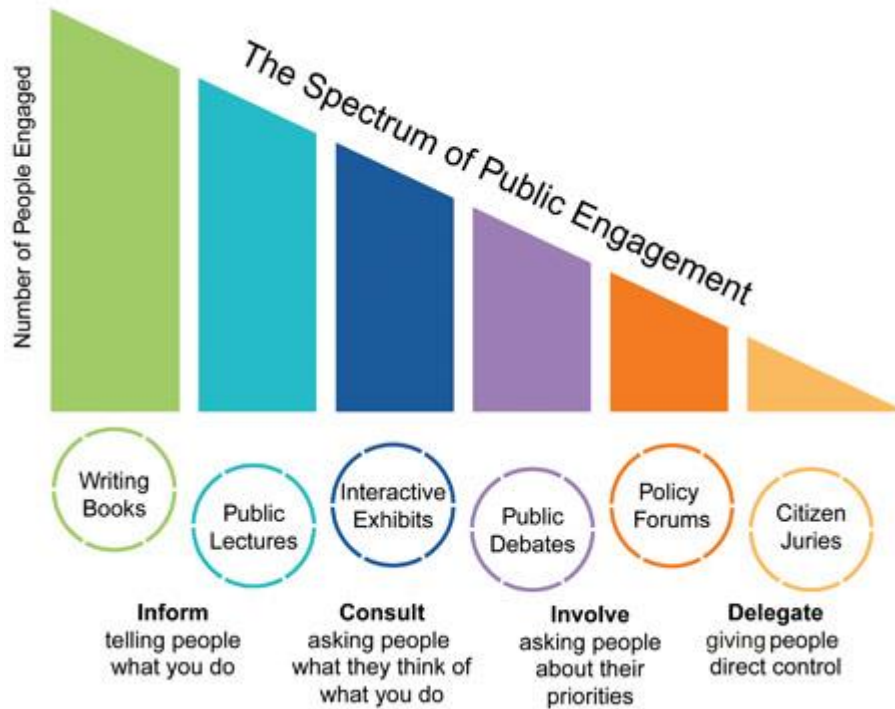 The Spectrum of Public Engagement
Number of People Engaged
Writing
Books
Public
Lectures
Interactive
Exhibits
Public
Debates
Policy
Forums
Citizen
Juries
Inform
telling people
what you do
Consult
asking people
what they think of
what you do
Involve
asking people
about their
priorities
Delegate
giving people
direct control